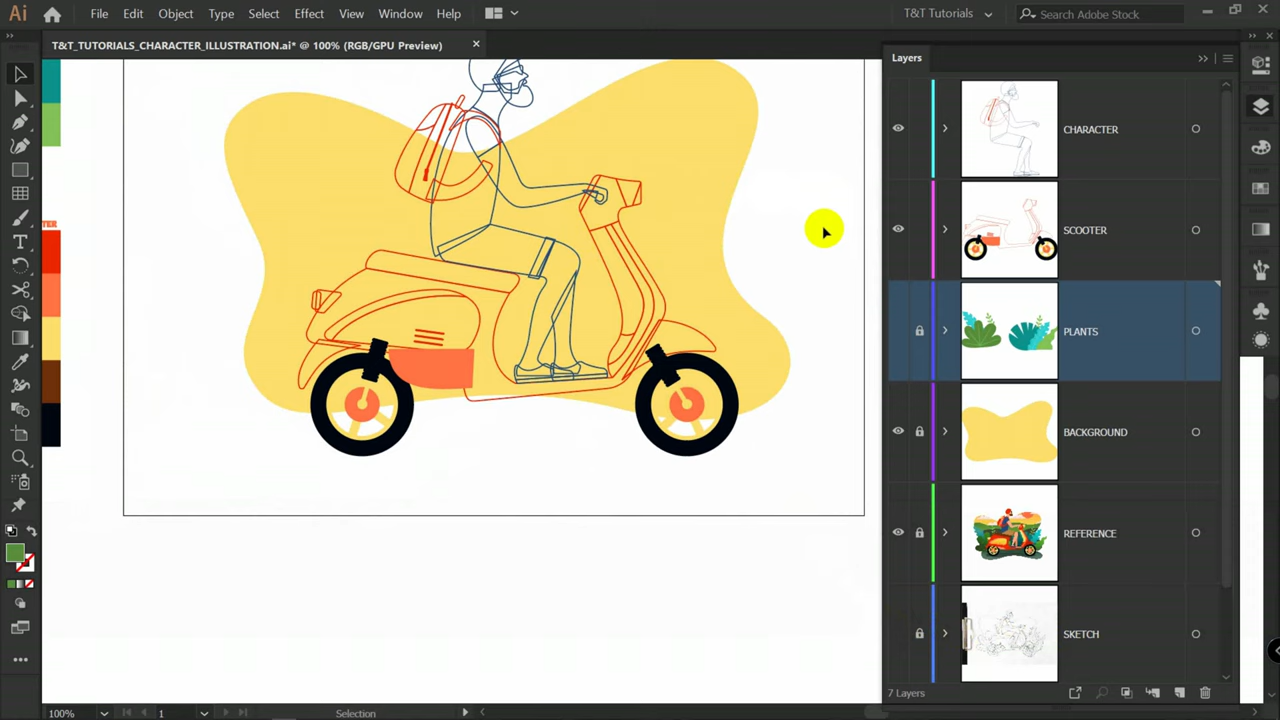 Ai File Edit Object Type Select Effect View Window Help T&T Tutorials Search Adobe Stock
T&T_TUTORIALS_CHARACTER_ILLUSTRATION.ai* @ 100% (RGB/GPU Preview)
Layers
CHARACTER
SCOOTER
PLANTS
BACKGROUND
REFERENCE
SKETCH
7 Layers
100% 1 Selection